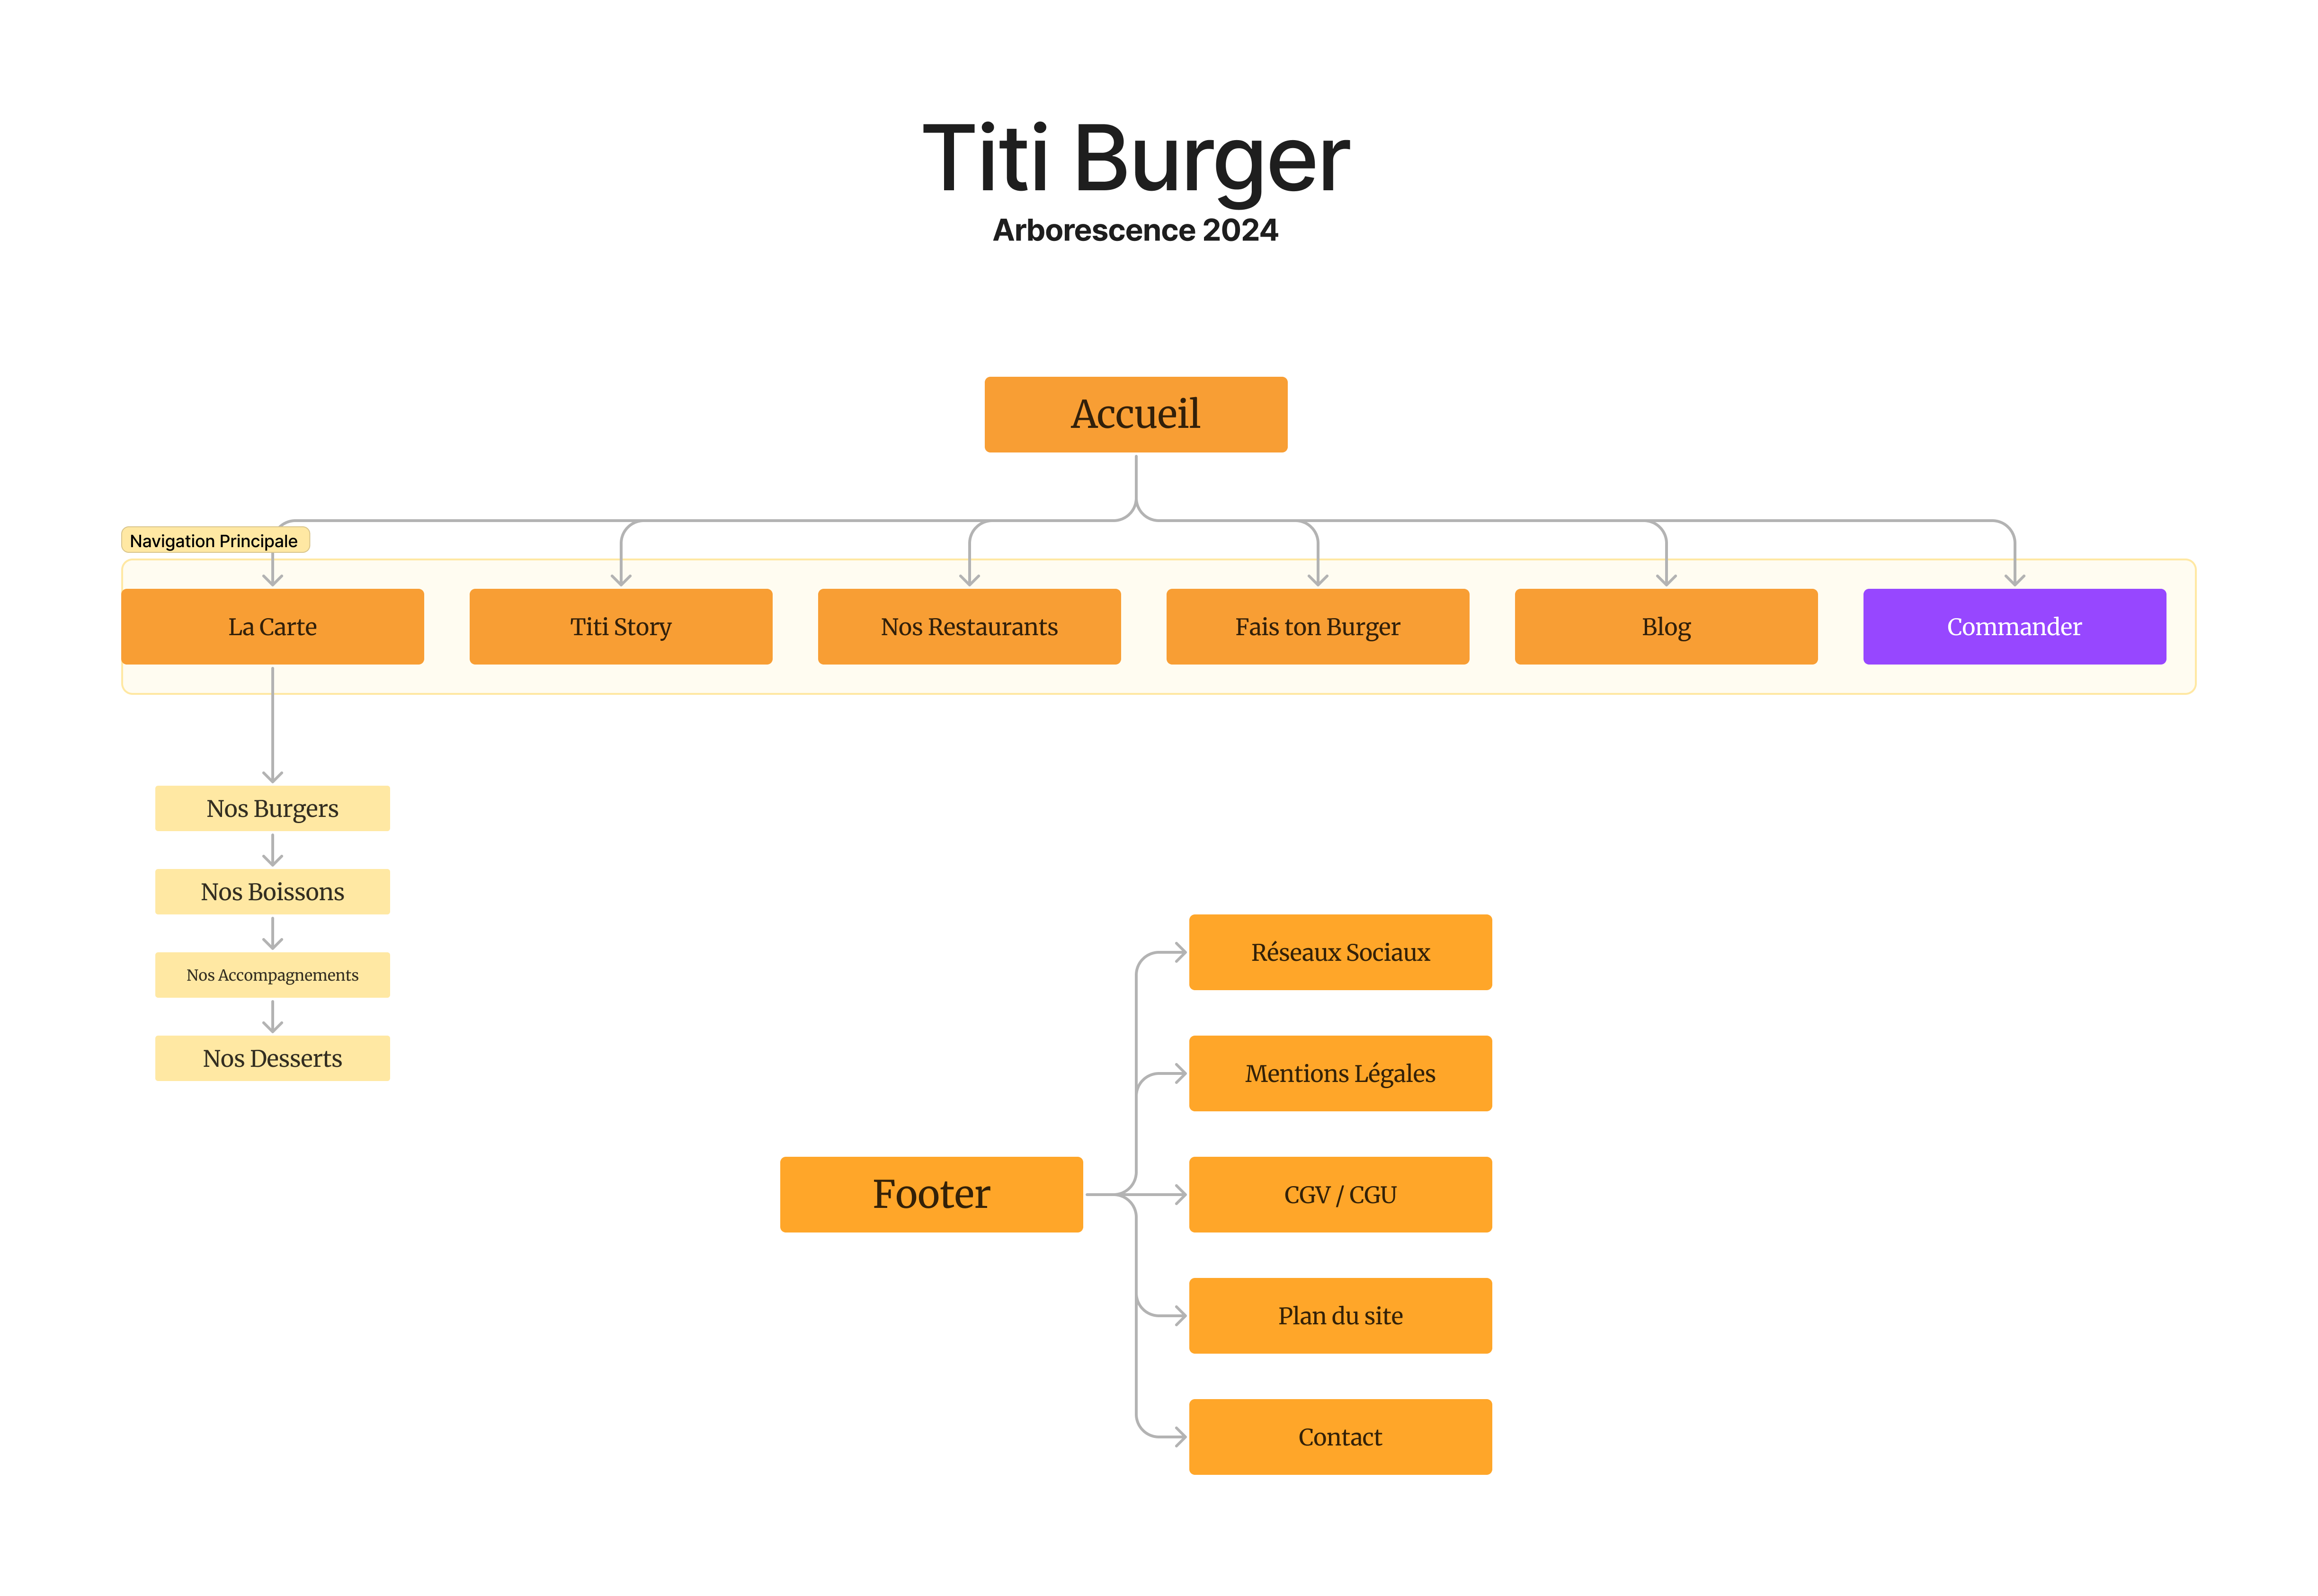 Titi Burger
Arborescence 2024
Accueil
Navigation Principale
La Carte
Titi Story
Nos Restaurants
Fais ton Burger
Blog
Commander
Nos Burgers
Nos Boissons
Nos Accompagnements
Nos Desserts
Footer
Réseaux Sociaux
Mentions Légales
CGV / CGU
Plan du site
Contact